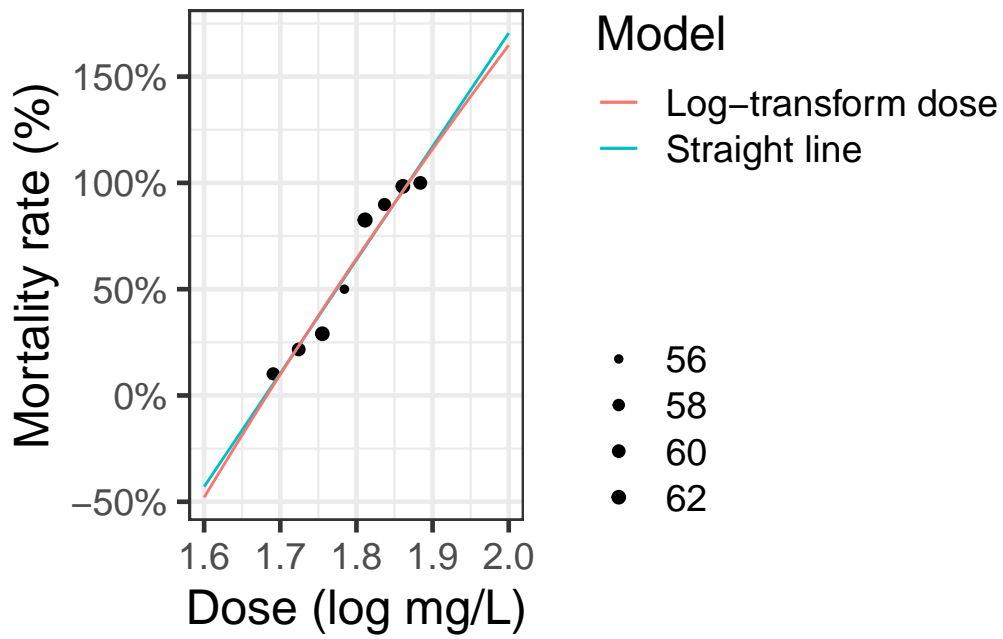 Mortality rate (%)
150%
100%
50%
0%
−50%
1.6 1.7 1.8 1.9 2.0
Dose (log mg/L)
Model
Log−transform dose
Straight line
56
58
60
62